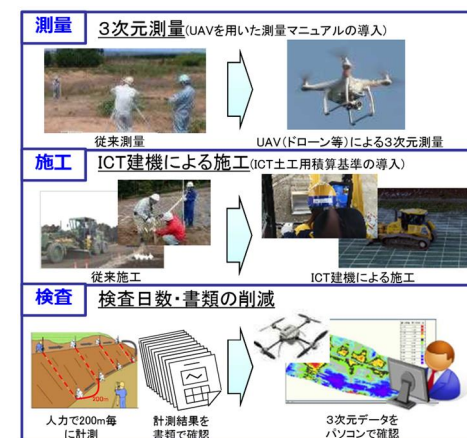 測量 3次元測量(UAVを用いた測量マニュアルの導入)
従来測量
UAV(ドローン等)による3次元測量
施工 ICT建機による施工(ICT土工用積算基準の導入)
従来施工
ICT建機による施工
検査 検査日数・書類の削減
200m
人力で200m毎
に計測
計測結果を
書類で確認
3次元データを
パソコンで確認